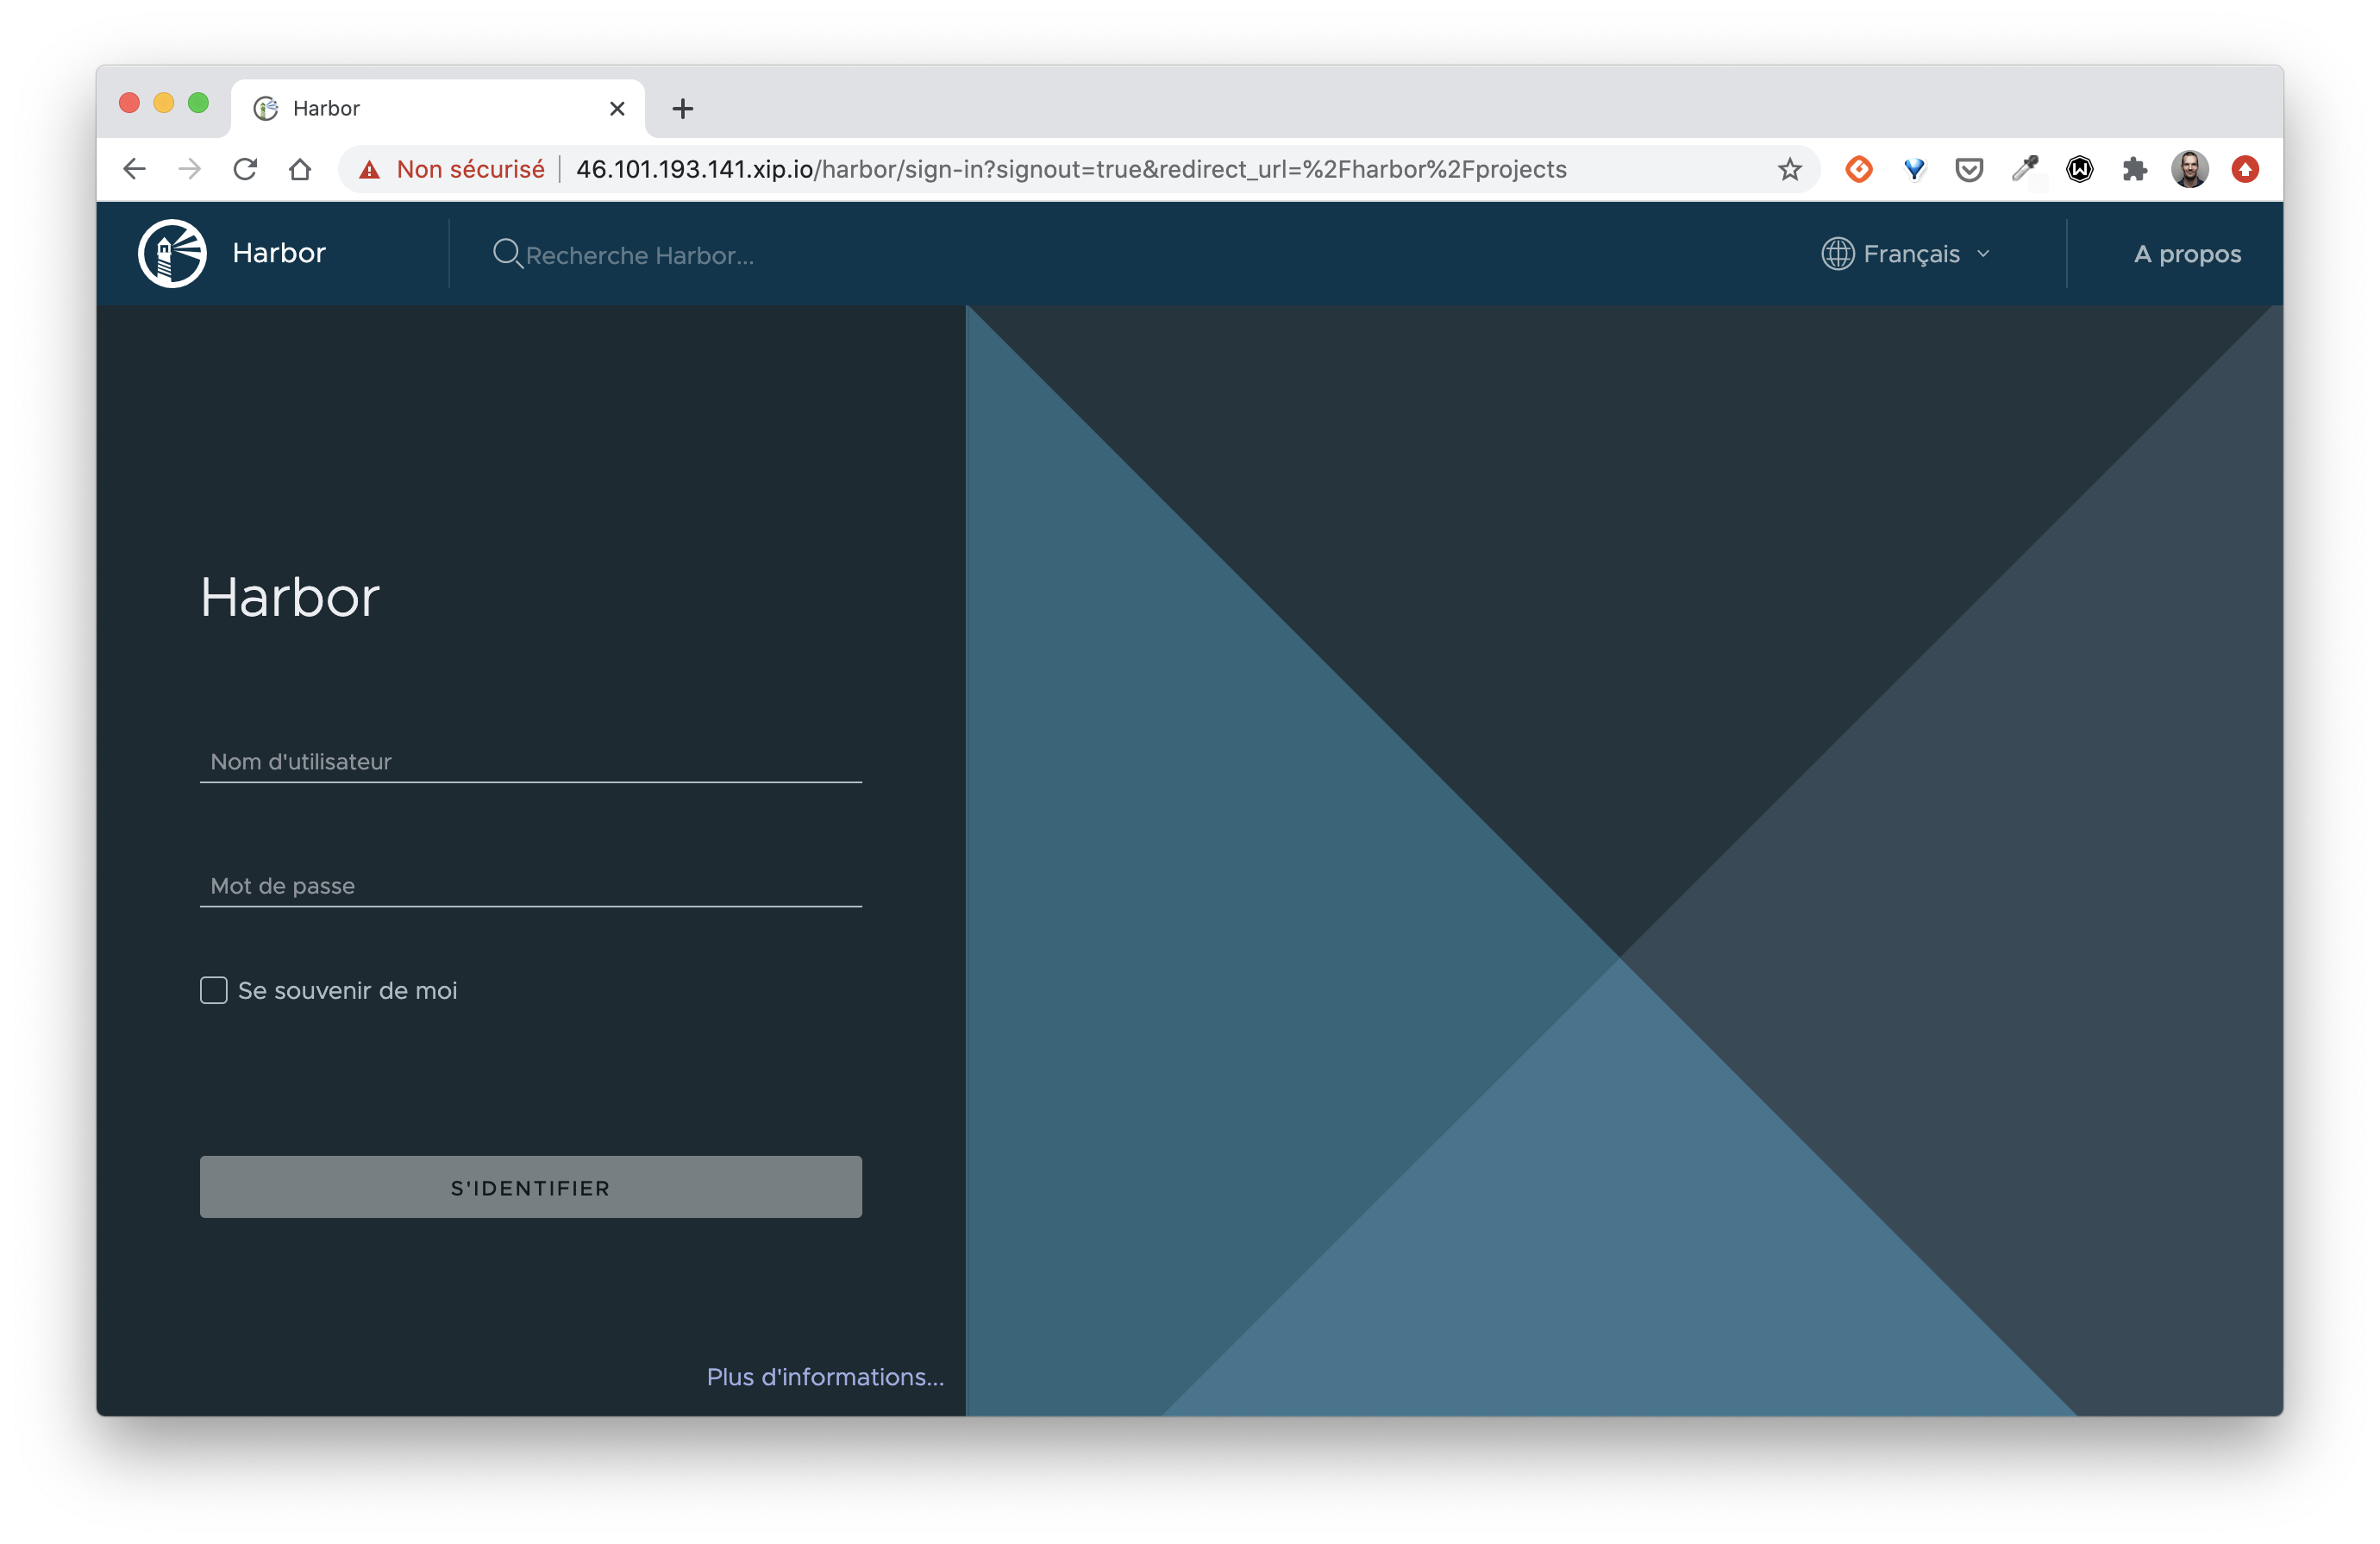 Harbor
Non sécurisé 46.101.193.141.xip.io/harbor/sign-in?signout=true&redirect_url=%2Fharbor%2Fprojects
Harbor Recherche Harbor... Français A propos
Harbor
Nom d'utilisateur
Mot de passe
Se souvenir de moi
S'IDENTIFIER
Plus d'informations...